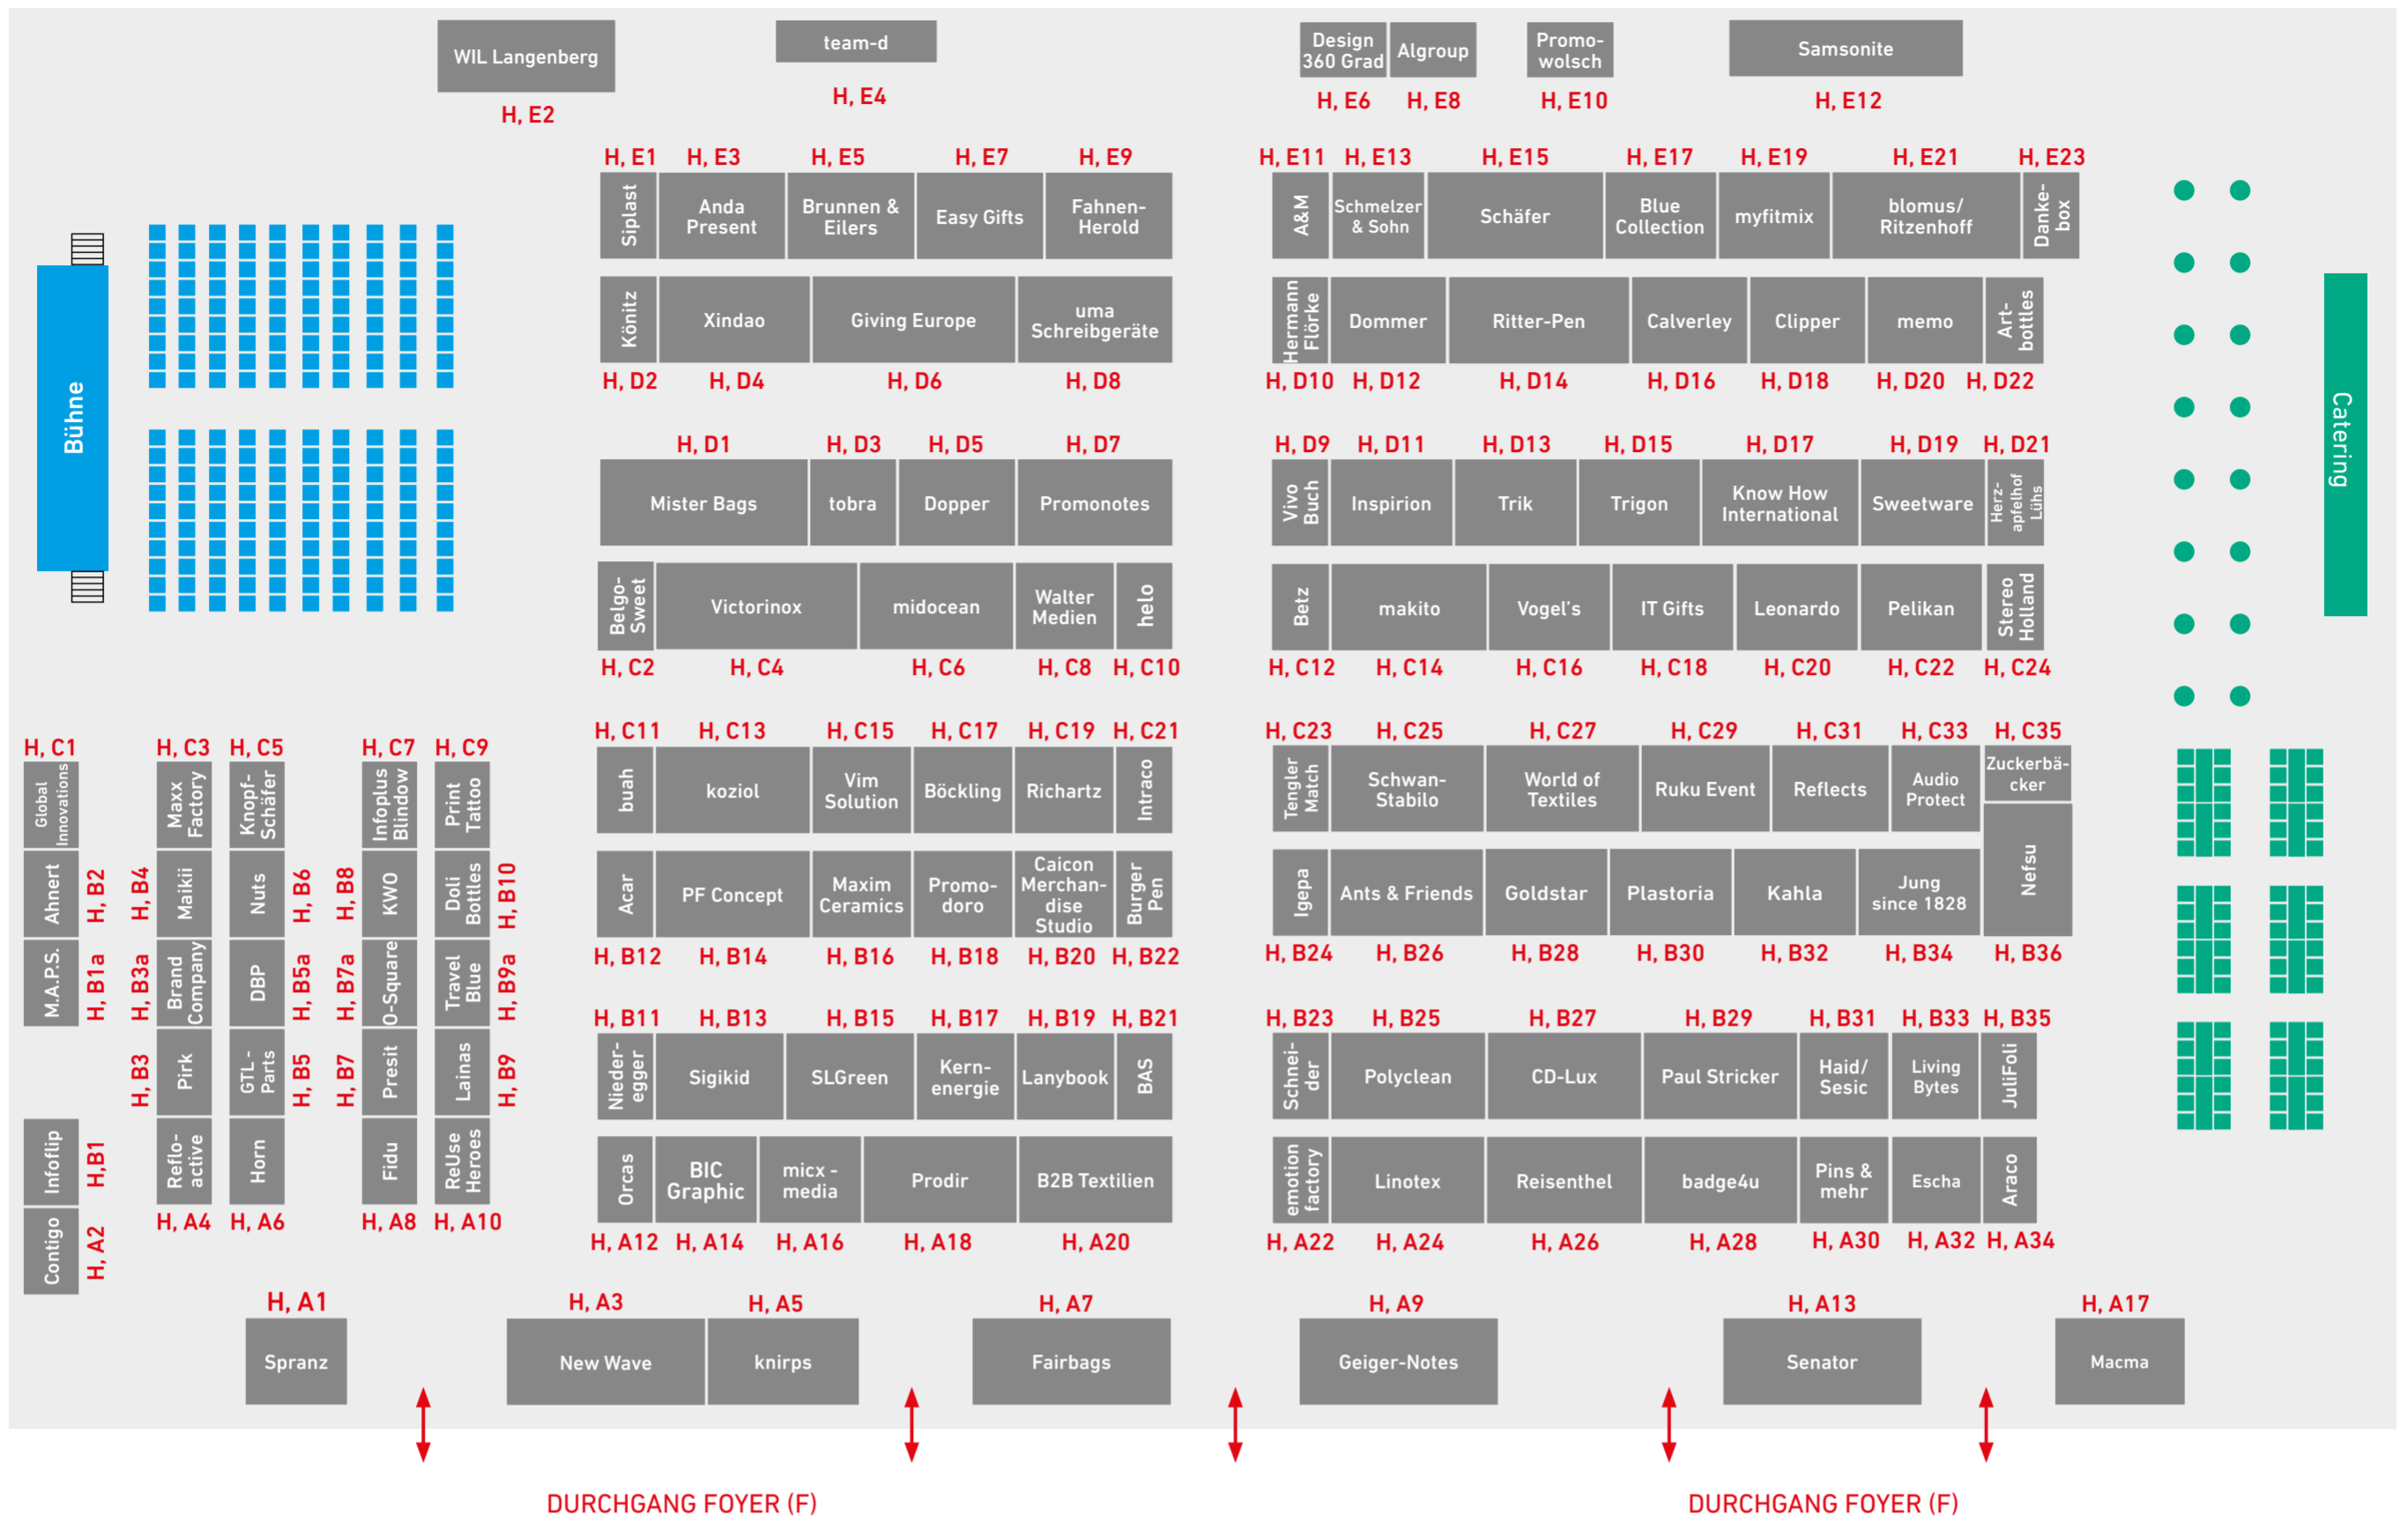 WIL Langenberg
H, E2
team-d
H, E4
Design
360 Grad
H, E6
Algroup
H, E8
Promo-
wolsch
H, E10
Samsonite
H, E12
H, E1
H, E3
H, E5
H, E7
H, E9
Siplast
Anda
Present
Brunnen &
Eilers
Easy Gifts
Fahnen-
Herold
H, E11
H, E13
H, E15
H, E17
H, E19
H, E21
H, E23
A&M
Schmelzer
& Sohn
Schäfer
Blue
Collection
myfitmix
blomus/
Ritzenhoff
Danke-
box
Könitz
Xindao
Giving Europe
uma
Schreibgeräte
H, D2
H, D4
H, D6
H, D8
Hermann
Flörke
Dommer
Ritter-Pen
Calverley
Clipper
memo
Art-
bottles
H, D10
H, D12
H, D14
H, D16
H, D18
H, D20
H, D22
Bühne
Catering
H, D1
H, D3
H, D5
H, D7
Mister Bags
tobra
Dopper
Promonotes
H, D9
H, D11
H, D13
H, D15
H, D17
H, D19
H, D21
Vivo
Buch
Inspirion
Trik
Trigon
Know How
International
Sweetware
Herz-
apfelhof
Lühs
Belgo-
Sweet
Victorinox
midocean
Walter
Medien
helo
H, C2
H, C4
H, C6
H, C8
H, C10
Betz
makito
Vogel's
IT Gifts
Leonardo
Pelikan
Stereo
Holland
H, C12
H, C14
H, C16
H, C18
H, C20
H, C22
H, C24
H, C1
H, C3
H, C5
H, C7
H, C9
Global
Innovations
Maxx
Factory
Knopf-
Schäfer
Infoplus
Blindow
Print
Tattoo
Ahnert
H, B2
H, B4
Maikii
Nuts
H, B6
H, B8
KWO
Doli
Bottles
H, B10
M.A.P.S.
H, B1a
H, B3a
Brand
Company
DBP
H, B5a
H, B7a
O-Square
Travel
Blue
H, B9a
H, B3
Pirk
GTL -
Parts
H, B5
H, B7
Presit
Lainas
H, B9
Infoflip
H,B1
Reflo-
active
Horn
Fidu
ReUse
Heroes
Contigo
H, A2
H, A4
H, A6
H, A8
H, A10
H, C11
H, C13
H, C15
H, C17
H, C19
H, C21
buah
koziol
Vim
Solution
Böckling
Richartz
Intraco
H, C23
H, C25
H, C27
H, C29
H, C31
H, C33
H, C35
Tengler
Match
Schwan-
Stabilo
World of
Textiles
Ruku Event
Reflects
Audio
Protect
Zuckerbä-
cker
Acar
PF Concept
Maxim
Ceramics
Promo-
doro
Caicon
Merchan-
dise
Studio
Burger
Pen
H, B12
H, B14
H, B16
H, B18
H, B20
H, B22
Igepa
Ants & Friends
Goldstar
Plastoria
Kahla
Jung
since 1828
Nefsu
H, B24
H, B26
H, B28
H, B30
H, B32
H, B34
H, B36
H, B11
H, B13
H, B15
H, B17
H, B19
H, B21
Nieder-
egger
Sigikid
SLGreen
Kern-
energie
Lanybook
BAS
H, B23
H, B25
H, B27
H, B29
H, B31
H, B33
H, B35
Schnei-
der
Polyclean
CD-Lux
Paul Stricker
Haid/
Sesic
Living
Bytes
JuliFoli
Orcas
BIC
Graphic
micx -
media
Prodir
B2B Textilien
H, A12
H, A14
H, A16
H, A18
H, A20
emotion
factory
Linotex
Reisenthel
badge4u
Pins &
mehr
Escha
Araco
H, A22
H, A24
H, A26
H, A28
H, A30
H, A32
H, A34
H, A1
H, A3
H, A5
H, A7
H, A9
H, A13
H, A17
Spranz
New Wave
knirps
Fairbags
Geiger-Notes
Senator
Macma
DURCHGANG FOYER (F)
DURCHGANG FOYER (F)